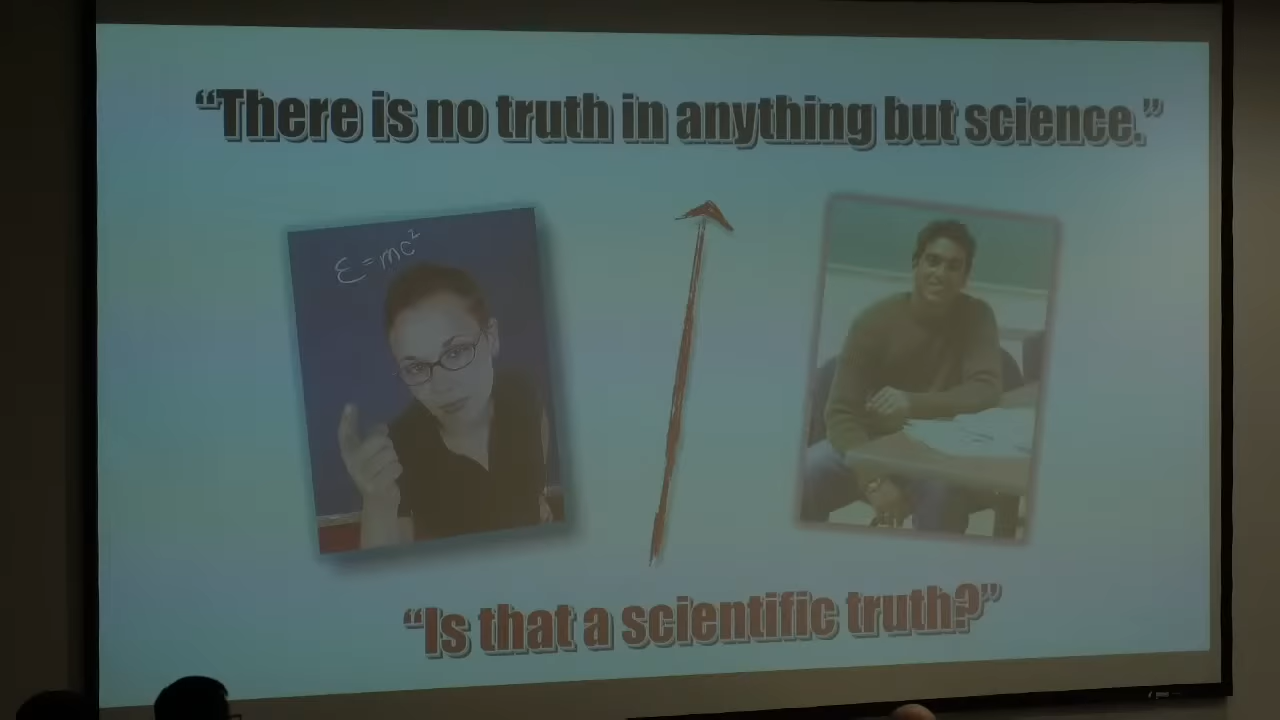 “There is no truth in anything but science.”
E=mc²
“Is that a scientific truth?”